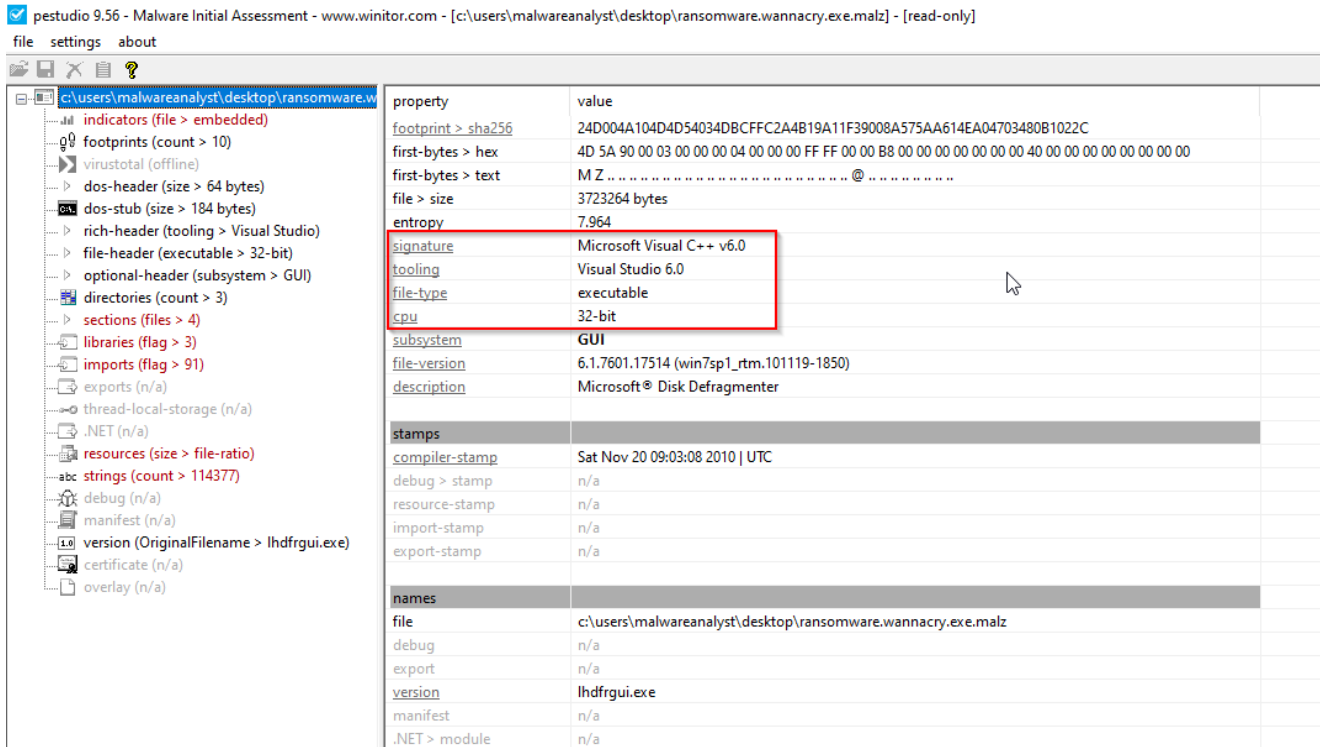 pestudio 9.56 - Malware Initial Assessment - www.winitor.com - [c:\users\malwareanalyst\desktop\ransomware.wannacry.exe.malz] - [read-only]
file settings about
c:\users\malwareanalyst\desktop\ransomware.w
indicators (file > embedded)
footprints (count > 10)
virustotal (offline)
dos-header (size > 64 bytes)
dos-stub (size > 184 bytes)
rich-header (tooling > Visual Studio)
file-header (executable > 32-bit)
optional-header (subsystem > GUI)
directories (count > 3)
sections (files > 4)
libraries (flag > 3)
imports (flag > 91)
exports (n/a)
thread-local-storage (n/a)
.NET (n/a)
resources (size > file-ratio)
abc strings (count > 114377)
debug (n/a)
manifest (n/a)
1.0 version (OriginalFilename > lhdfrgui.exe)
certificate (n/a)
overlay (n/a)
property value
footprint > sha256 24D004A104D4D54034DBCFFC2A4B19A11F39008A575AA614EA04703480B1022C
first-bytes > hex 4D 5A 90 00 03 00 00 00 04 00 00 00 FF FF 00 00 B8 00 00 00 00 00 00 00 40 00 00 00 00 00 00 00 00
first-bytes > text M Z .. .. .. .. .. .. .. .. .. .. .. .. .. .. .. .. .. .. .. .. .. .. @ .. .. .. .. .. .. .. ..
file > size 3723264 bytes
entropy 7.964
signature Microsoft Visual C++ v6.0
tooling Visual Studio 6.0
file-type executable
cpu 32-bit
subsystem GUI
file-version 6.1.7601.17514 (win7sp1_rtm.101119-1850)
description Microsoft® Disk Defragmenter
stamps
compiler-stamp Sat Nov 20 09:03:08 2010 | UTC
debug > stamp n/a
resource-stamp n/a
import-stamp n/a
export-stamp n/a
names
file c:\users\malwareanalyst\desktop\ransomware.wannacry.exe.malz
debug n/a
export n/a
version lhdfrgui.exe
manifest n/a
.NET > module n/a